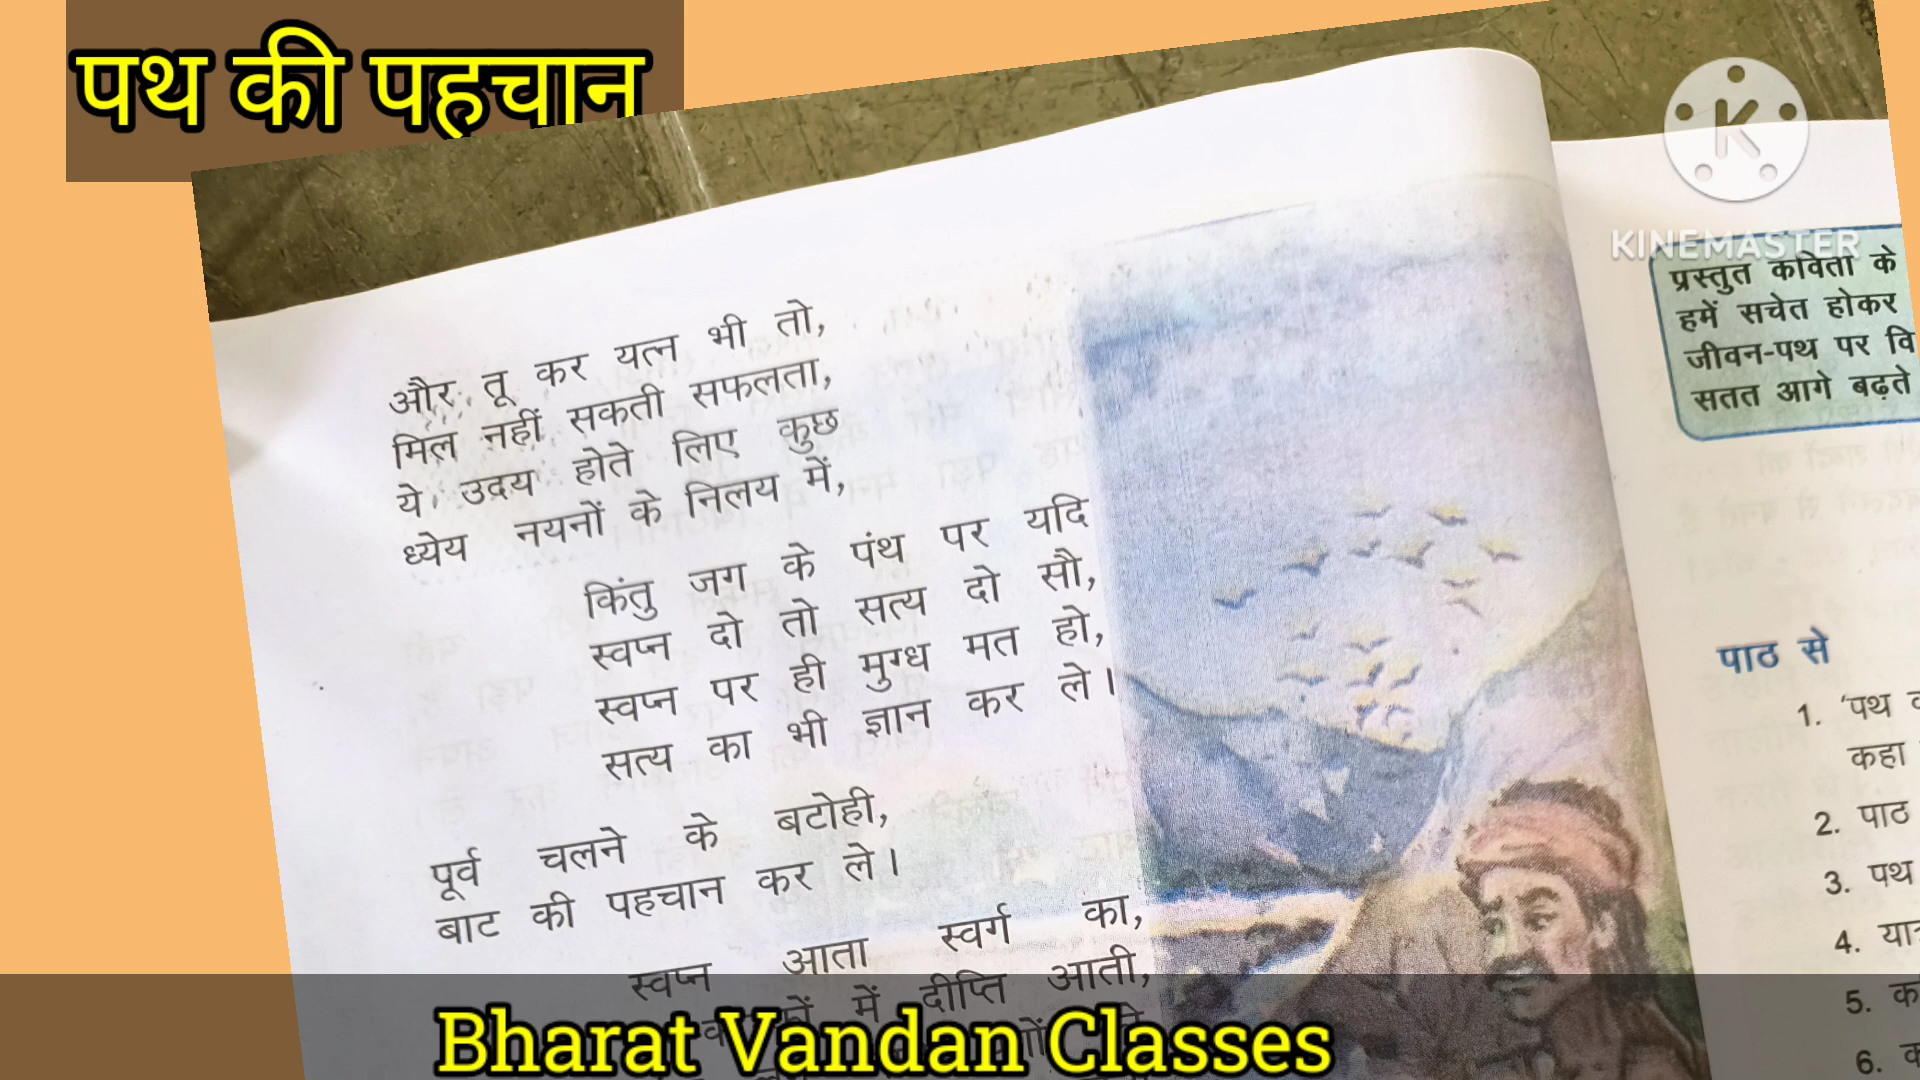 पथ की पहचान
KINEMASTER
और तू कर यत्न भी तो,
मिल नहीं सकती सफलता,
ये उदय होते लिए कुछ
ध्येय नयनों के निलय में,
किंतु जग के पंथ पर यदि
स्वप्न दो तो सत्य दो सौ,
स्वप्न पर ही मुग्ध मत हो,
सत्य का भी ज्ञान कर ले।
पूर्व चलने के बटोही,
बाट की पहचान कर ले।
स्वप्न आता स्वर्ग का,
में दीप्ति आती,
Bharat Vandan Classes
प्रस्तुत कविता के
हमें सचेत होकर
जीवन-पथ पर वि
सतत आगे बढ़ते
पाठ से
1. 'पथ
कहा
2. पाठ
3. पथ
4.
5.
6.